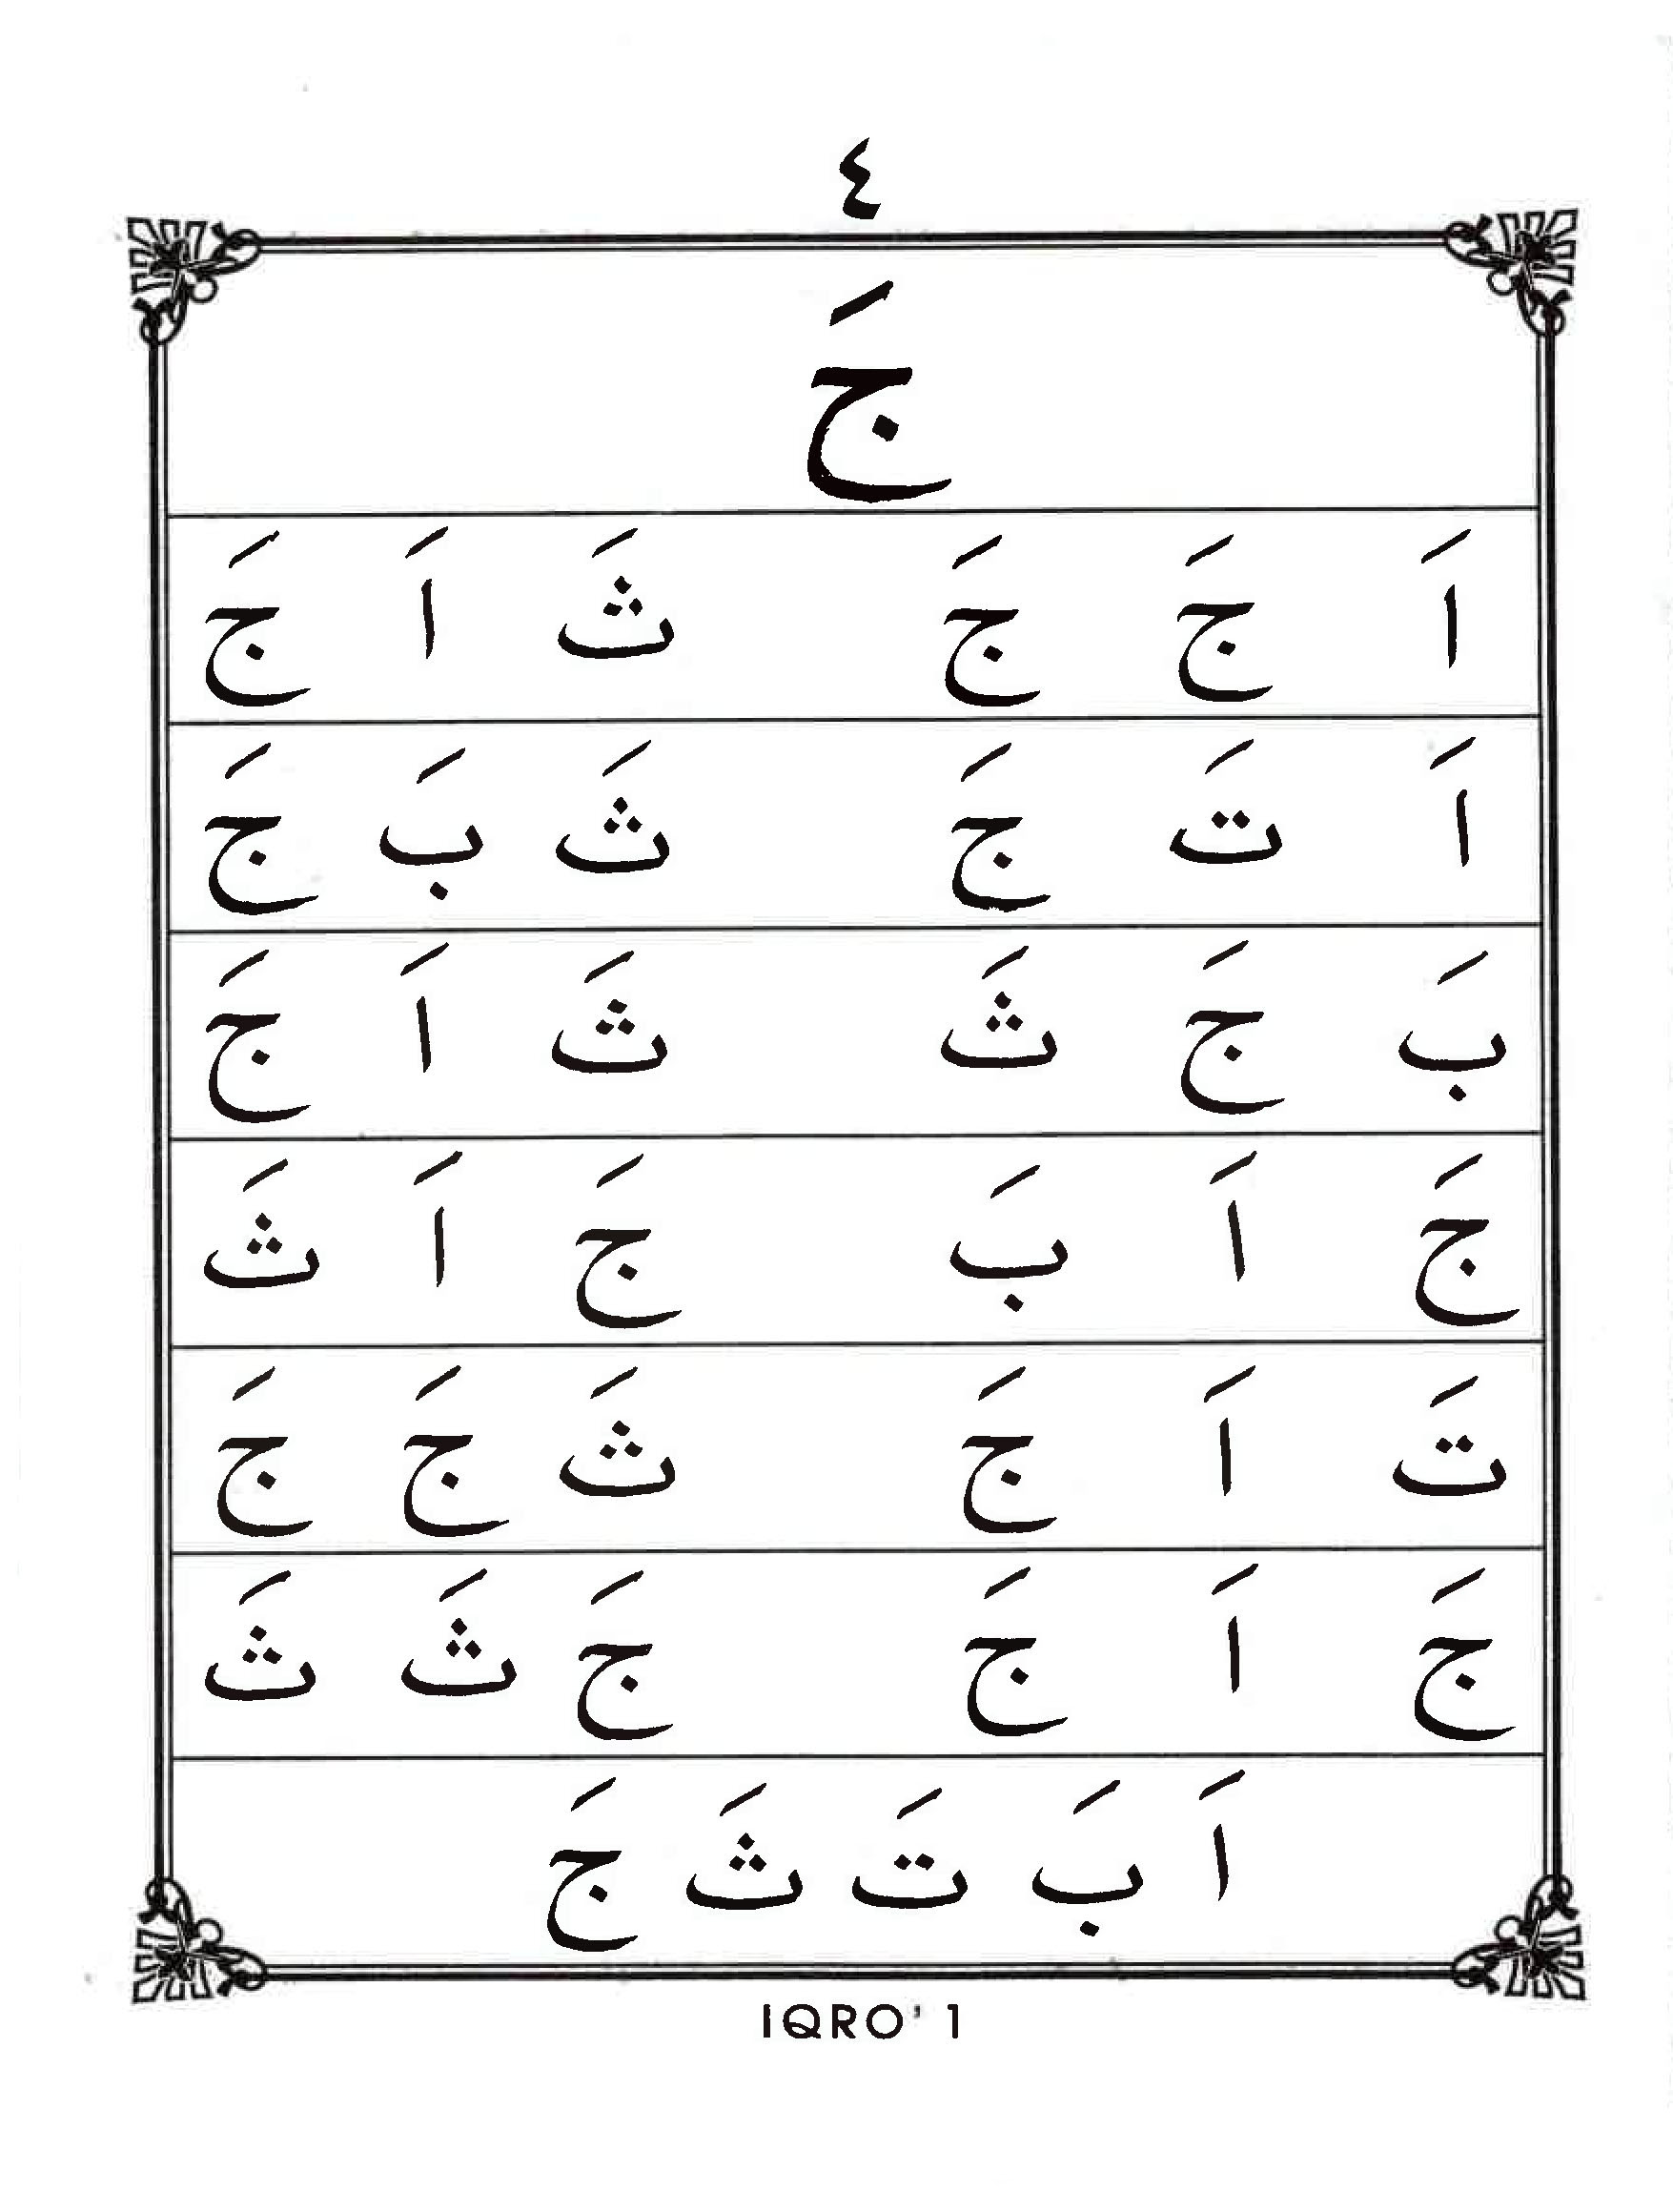 ٤
جَ
اَ جَ جَ ثَ اَ جَ
اَ تَ جَ ثَ بَ جَ
بَ جَ ثَ ثَ اَ جَ
جَ اَ بَ جَ اَ ثَ
تَ اَ جَ ثَ جَ جَ
جَ اَ جَ جَ ثَ ثَ
اَ بَ تَ ثَ جَ
IQRO' 1